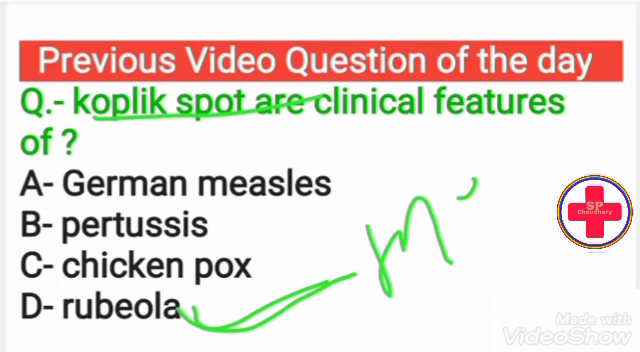 Previous Video Question of the day
Q.- koplik spot are clinical features
of ?
A- German measles
B- pertussis
C- chicken pox
D- rubeola
SP
Choudhury
Made with
VideoShow